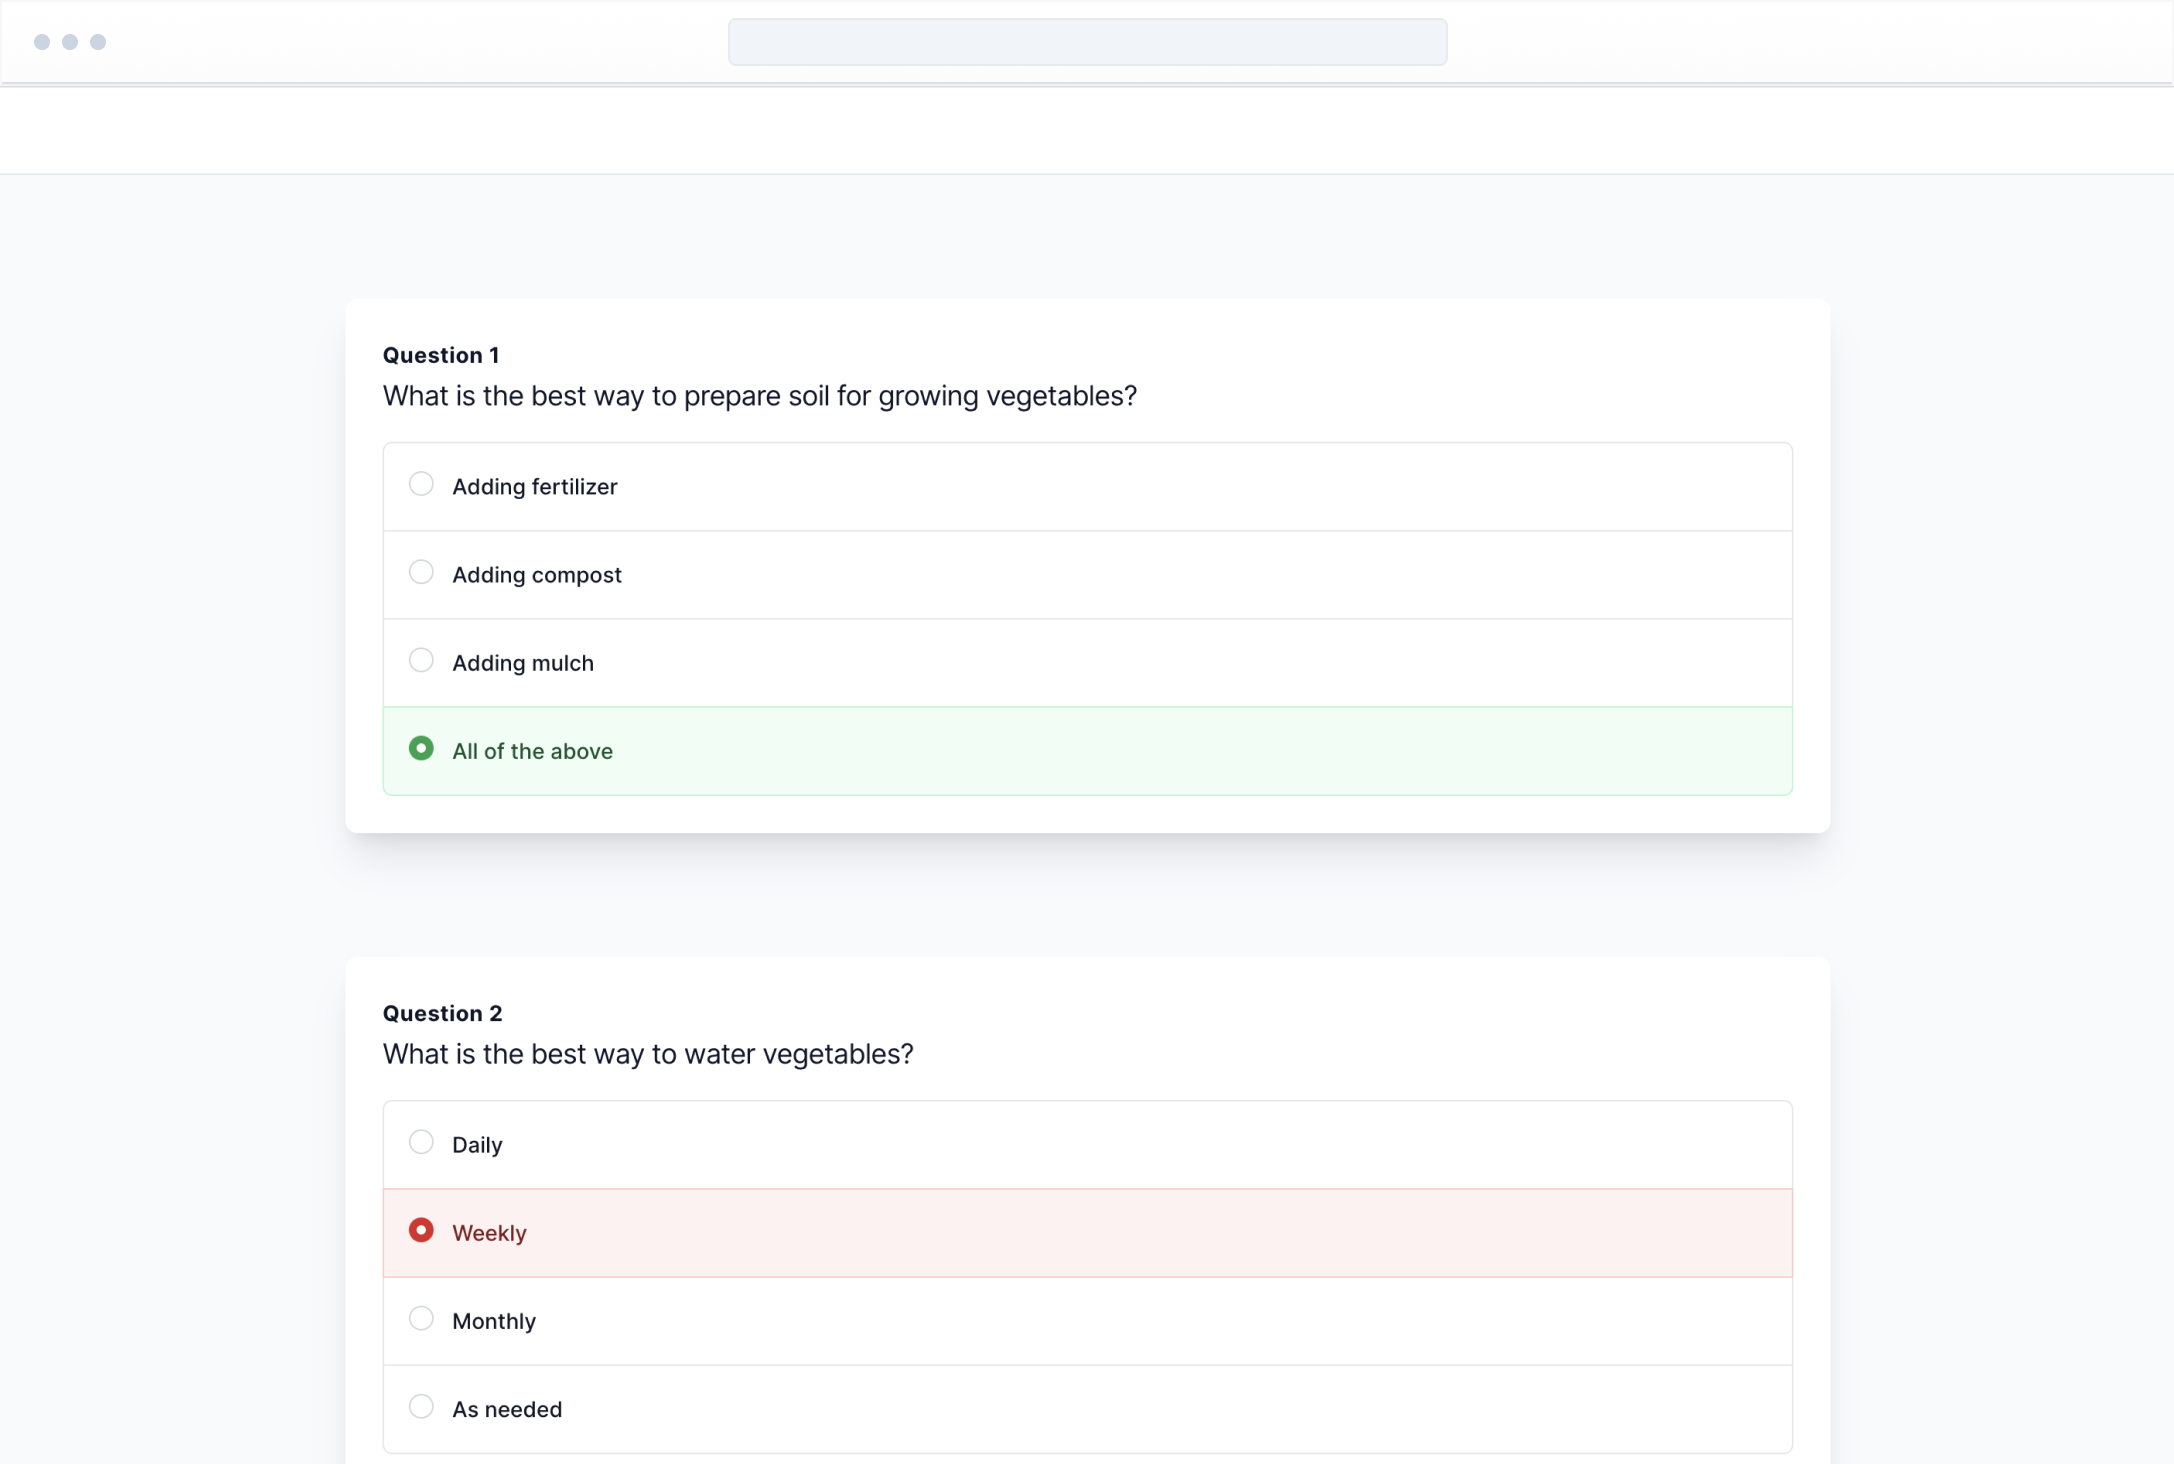 Question 1
What is the best way to prepare soil for growing vegetables?
Adding fertilizer
Adding compost
Adding mulch
All of the above
Question 2
What is the best way to water vegetables?
Daily
Weekly
Monthly
As needed